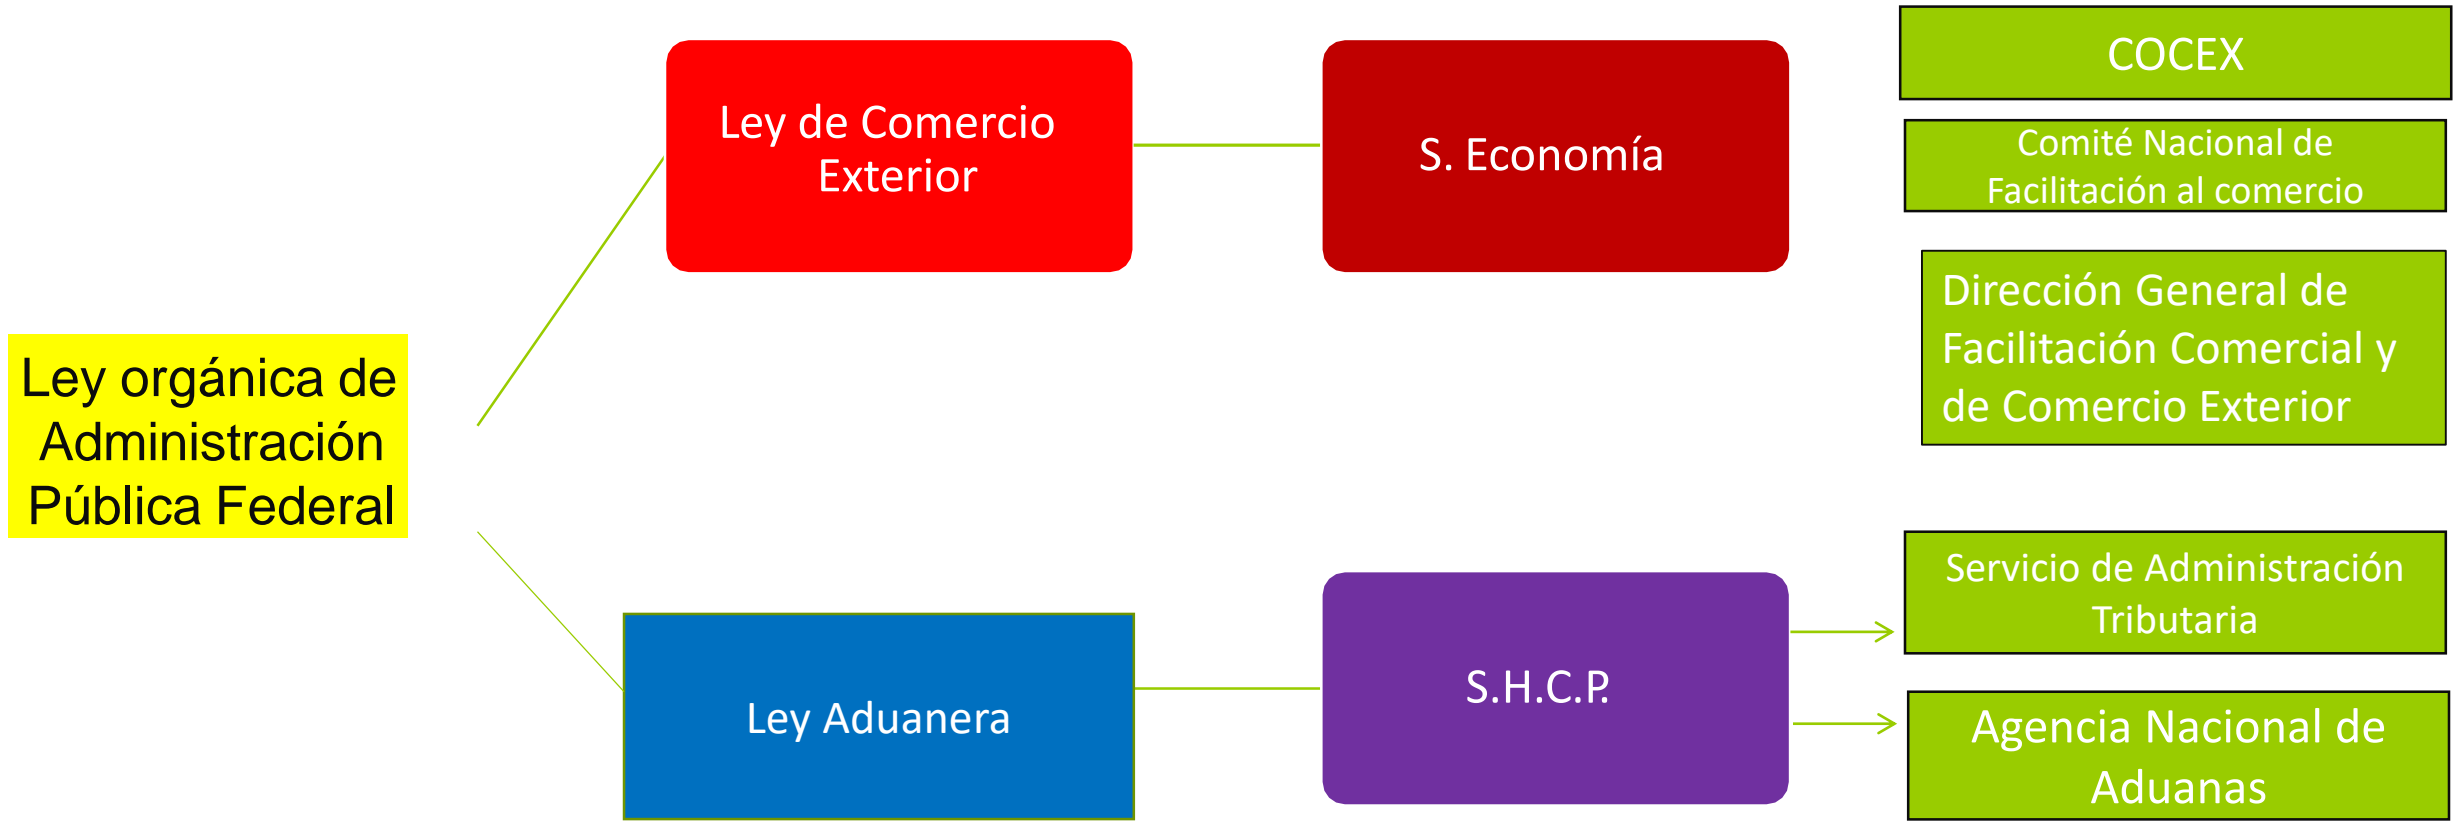 Ley orgánica de
Administración
Pública Federal
Ley de Comercio
Exterior
S. Economía
COCEX
Comité Nacional de
Facilitación al comercio
Dirección General de
Facilitación Comercial y
de Comercio Exterior
Ley Aduanera
S.H.C.P.
Servicio de Administración
Tributaria
Agencia Nacional de
Aduanas